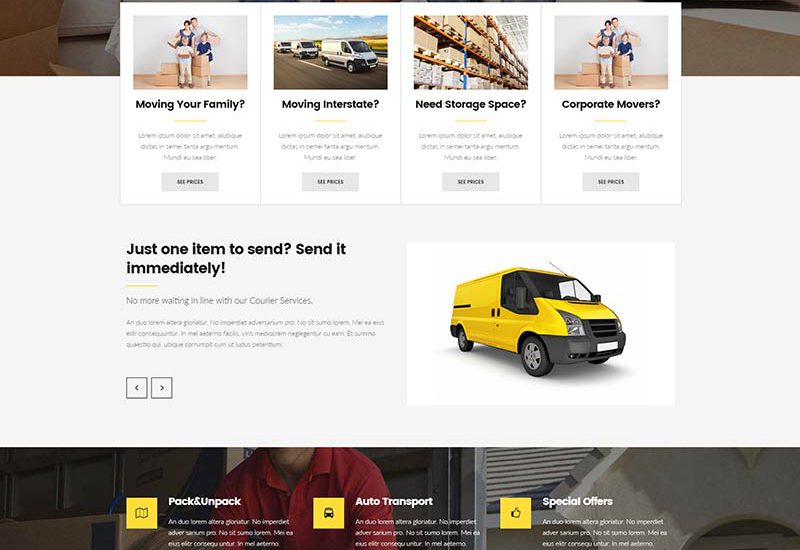 Moving Your Family?
Lorem ipsum dolor sit amet, alubique
dictas in semei tanta argu mentum.
Mundi eu sea liber.
SEE PRICES
Moving Interstate?
Lorem ipsum dolor sit amet, alubique
dictas in semei tanta argu mentum.
Mundi eu sea liber.
SEE PRICES
Need Storage Space?
Lorem ipsum dolor sit amet, alubique
dictas in semei tanta argu mentum.
Mundi eu sea liber.
SEE PRICES
Corporate Movers?
Lorem ipsum dolor sit amet, alubique
dictas in semei tanta argu mentum.
Mundi eu sea liber.
SEE PRICES
Just one item to send? Send it
immediately!
No more waiting in line with our Courier Services.
An duo lorem altera gloriatur. No imperdiet adversarium pro. No sit sumo lorem. Mei ea
eius elitr consequuntur. In mel aeterno facilis, viris mediocrem neglegentur cu eam. Et summo
quaestio qui, ubique corrumpit cum ut ludus petentium.
Pack&Unpack
An duo lorem altera gloriatur. No imperdiet
adversarium pro. No sit sumo lorem. Mei ea
eius elitr consequ untur. In mel aeterno.
Auto Transport
An duo lorem altera gloriatur. No imperdiet
adversarium pro. No sit sumo lorem. Mei ea
eius elitr consequ untur. In mel aeterno.
Special Offers
An duo lorem altera gloriatur. No imperdiet
adversarium pro. No sit sumo lorem. Mei ea
eius elitr consequ untur. In mel aeterno.